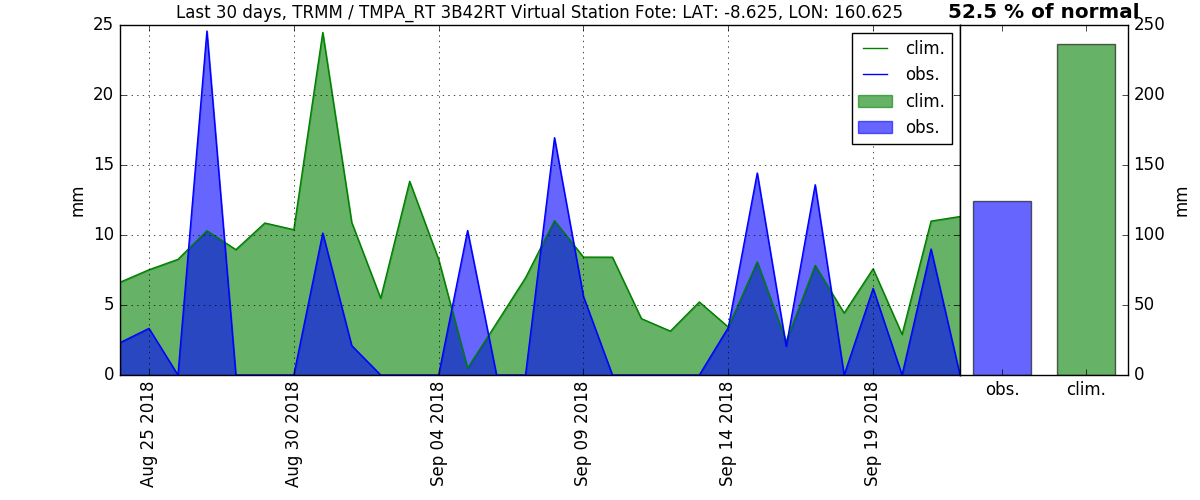 Last 30 days, TRMM / TMPA_RT 3B42RT Virtual Station Fote: LAT: -8.625, LON: 160.625
52.5 % of normal
25
20
15
10
5
0
mm
clim.
obs.
clim.
obs.
250
200
150
100
50
0
mm
obs.
clim.
Aug 25 2018
Aug 30 2018
Sep 04 2018
Sep 09 2018
Sep 14 2018
Sep 19 2018